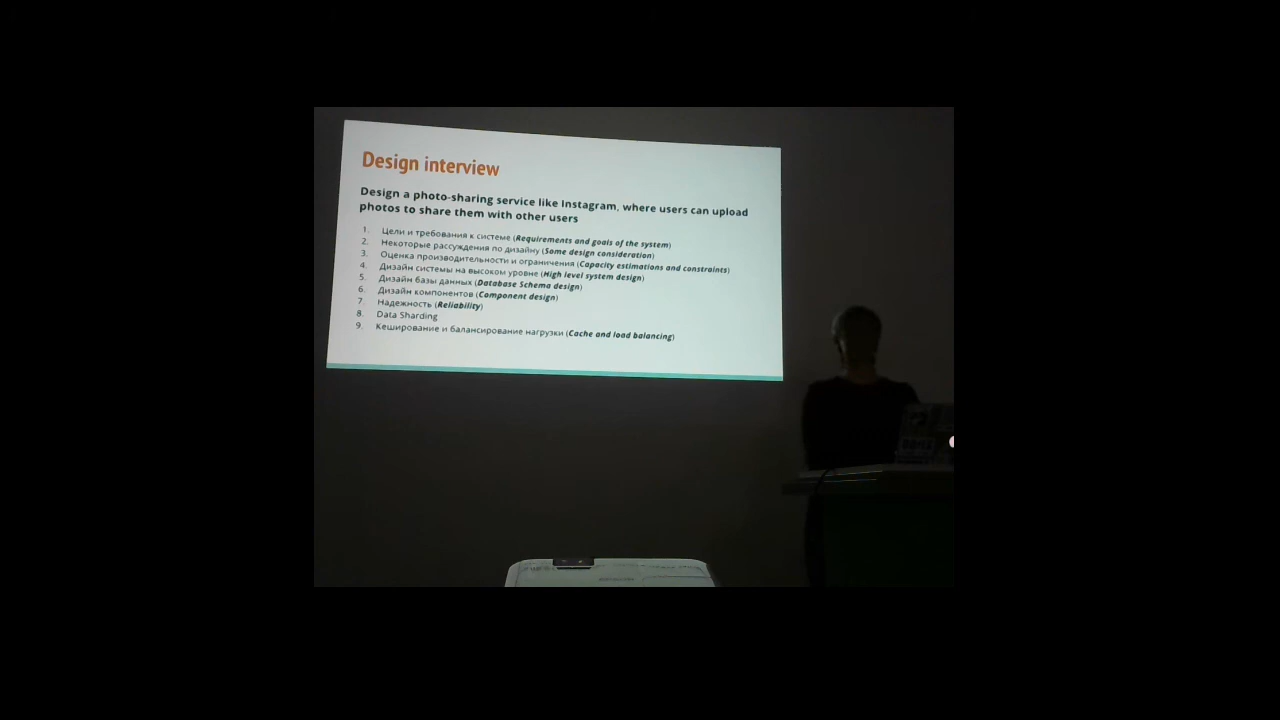 Design interview
Design a photo-sharing service like Instagram, where users can upload
photos to share them with other users
1. Цели и требования к системе (Requirements and goals of the system)
2. Некоторые рассуждения по дизайну (Some design consideration)
3. Оценка производительности и ограничения (Capacity estimations and constraints)
4. Дизайн системы на высоком уровне (High level system design)
5. Дизайн базы данных (Database Schema design)
6. Дизайн компонентов (Component design)
7. Надежность (Reliability)
8. Data Sharding
9. Кеширование и балансирование нагрузки (Cache and load balancing)